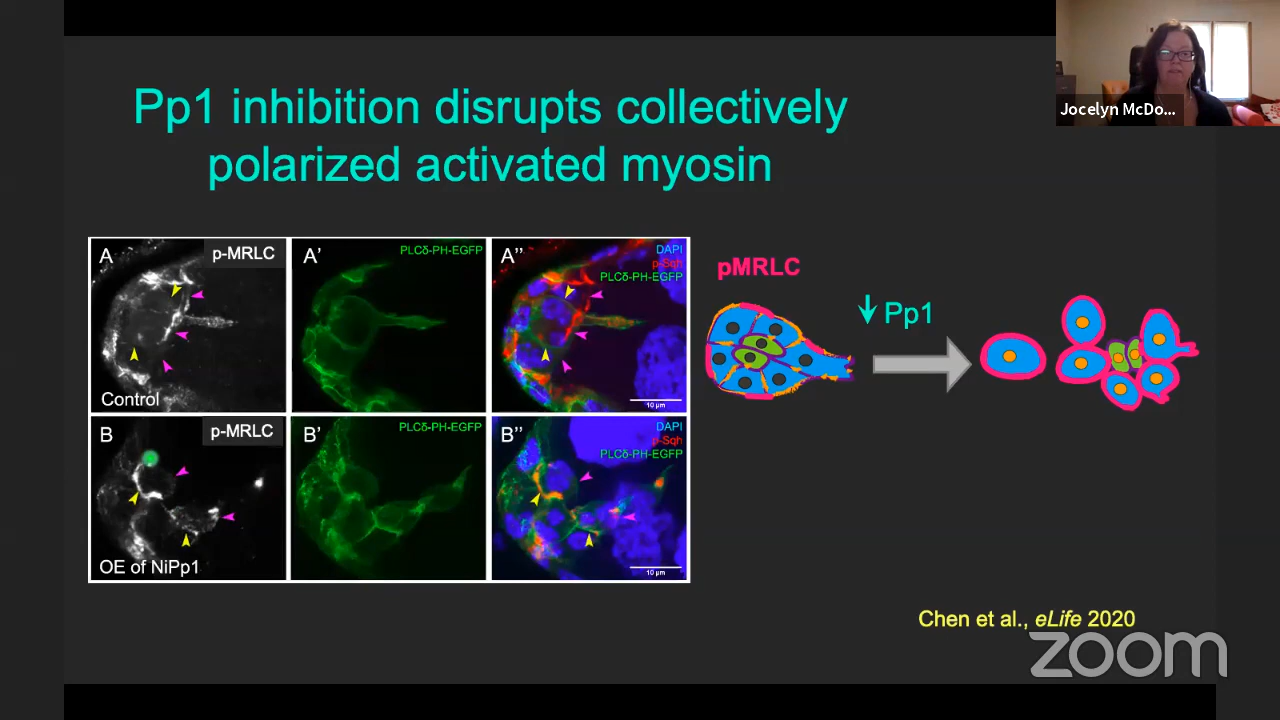 Pp1 inhibition disrupts collectively
polarized activated myosin
Jocelyn McDo...
A
p-MRLC
Control
A’
PLCδ-PH-EGFP
A’’
DAPI
p-Sqh
PLCδ-PH-EGFP
10 μm
B
p-MRLC
OE of NiPp1
B’
PLCδ-PH-EGFP
B’’
DAPI
p-Sqh
PLCδ-PH-EGFP
10 μm
pMRLC
↓ Pp1
Chen et al., eLife 2020
zoom